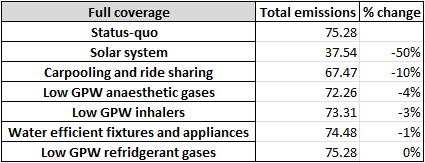 Full coverage Total emissions % change
Status-quo 75.28
Solar system 37.54 -50%
Carpooling and ride sharing 67.47 -10%
Low GPW anaesthetic gases 72.26 -4%
Low GPW inhalers 73.31 -3%
Water efficient fixtures and appliances 74.48 -1%
Low GPW refridgerant gases 75.28 0%